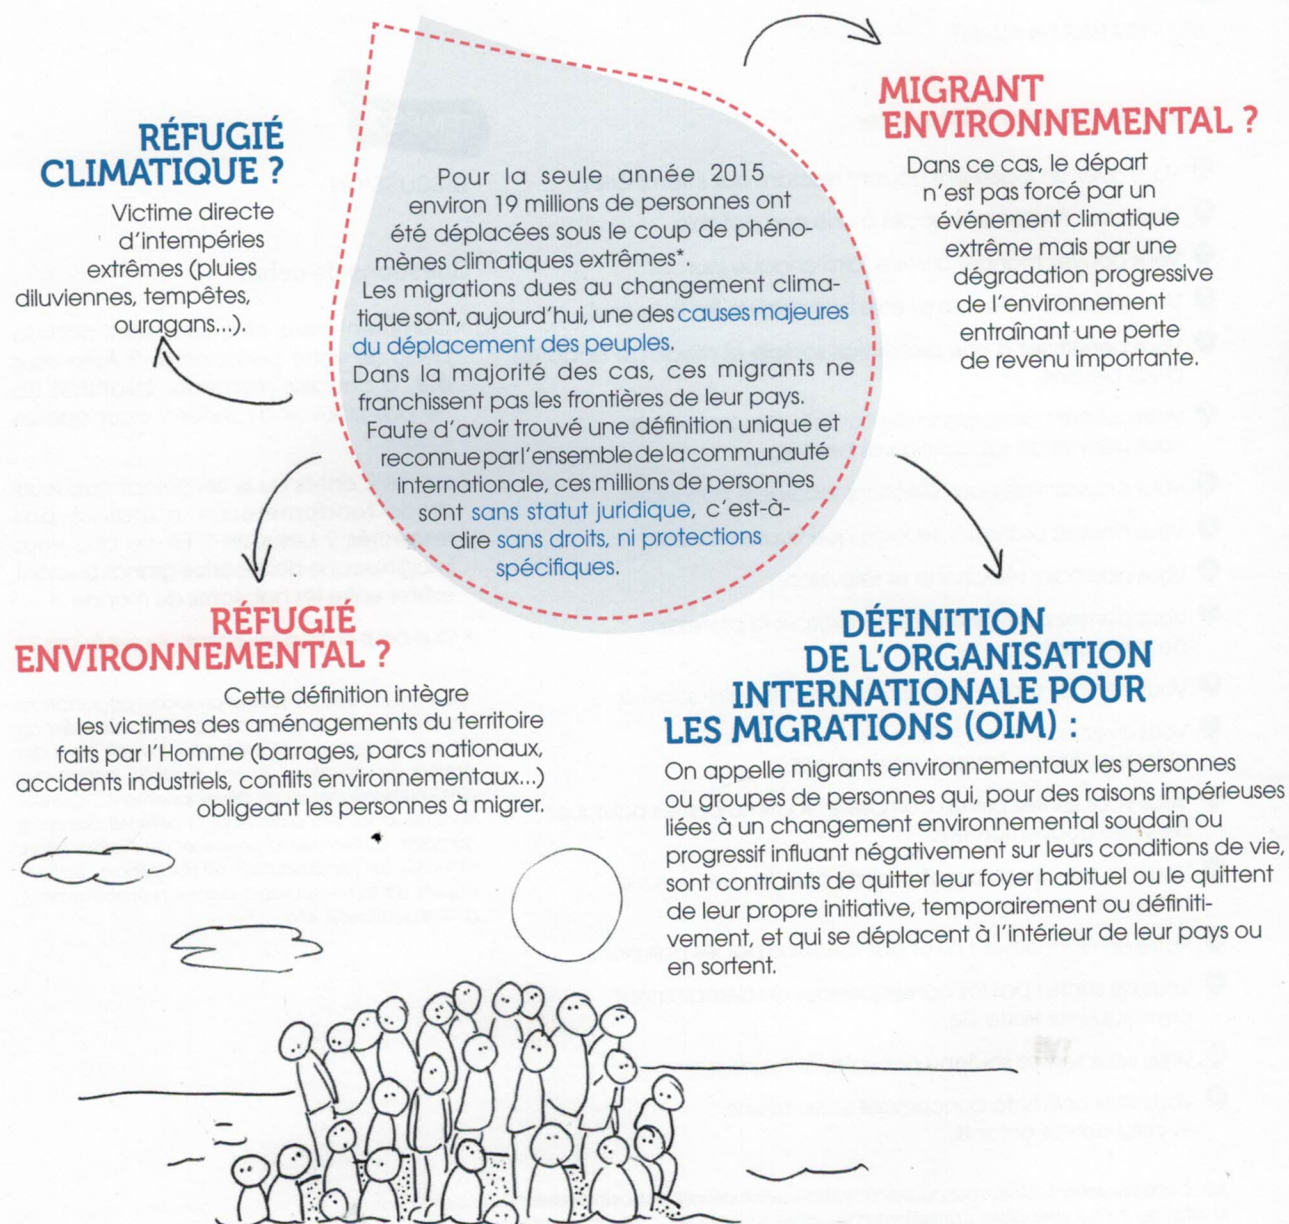 RÉFUGIÉ
CLIMATIQUE ?
Victime directe
d'intempéries
extrêmes (pluies
diluviennes, tempêtes,
ouragans...).
Pour la seule année 2015
environ 19 millions de personnes ont
été déplacées sous le coup de phéno-
mènes climatiques extrêmes*.
Les migrations dues au changement clima-
tique sont, aujourd'hui, une des causes majeures
du déplacement des peuples.
Dans la majorité des cas, ces migrants ne
franchissent pas les frontières de leur pays.
Faute d'avoir trouvé une définition unique et
reconnue par l'ensemble de la communauté
internationale, ces millions de personnes
sont sans statut juridique, c'est-à-
dire sans droits, ni protections
spécifiques.
MIGRANT
ENVIRONNEMENTAL ?
Dans ce cas, le départ
n'est pas forcé par un
événement climatique
extrême mais par une
dégradation progressive
de l'environnement
entraînant une perte
de revenu importante.
RÉFUGIÉ
ENVIRONNEMENTAL ?
Cette définition intègre
les victimes des aménagements du territoire
faits par l'Homme (barrages, parcs nationaux,
accidents industriels, conflits environnementaux...)
obligeant les personnes à migrer.
DÉFINITION
DE L'ORGANISATION
INTERNATIONALE POUR
LES MIGRATIONS (OIM) :
On appelle migrants environnementaux les personnes
ou groupes de personnes qui, pour des raisons impérieuses
liées à un changement environnemental soudain ou
progressif influant négativement sur leurs conditions de vie,
sont contraints de quitter leur foyer habituel ou le quittent
de leur propre initiative, temporairement ou définiti-
vement, et qui se déplacent à l'intérieur de leur pays ou
en sortent.